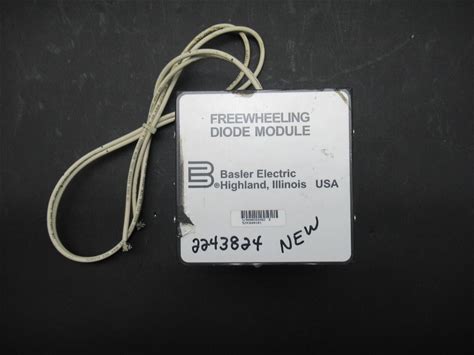 FREEWHEELING
DIODE MODULE
Basler Electric
®Highland, Illinois USA
2243824 NEW